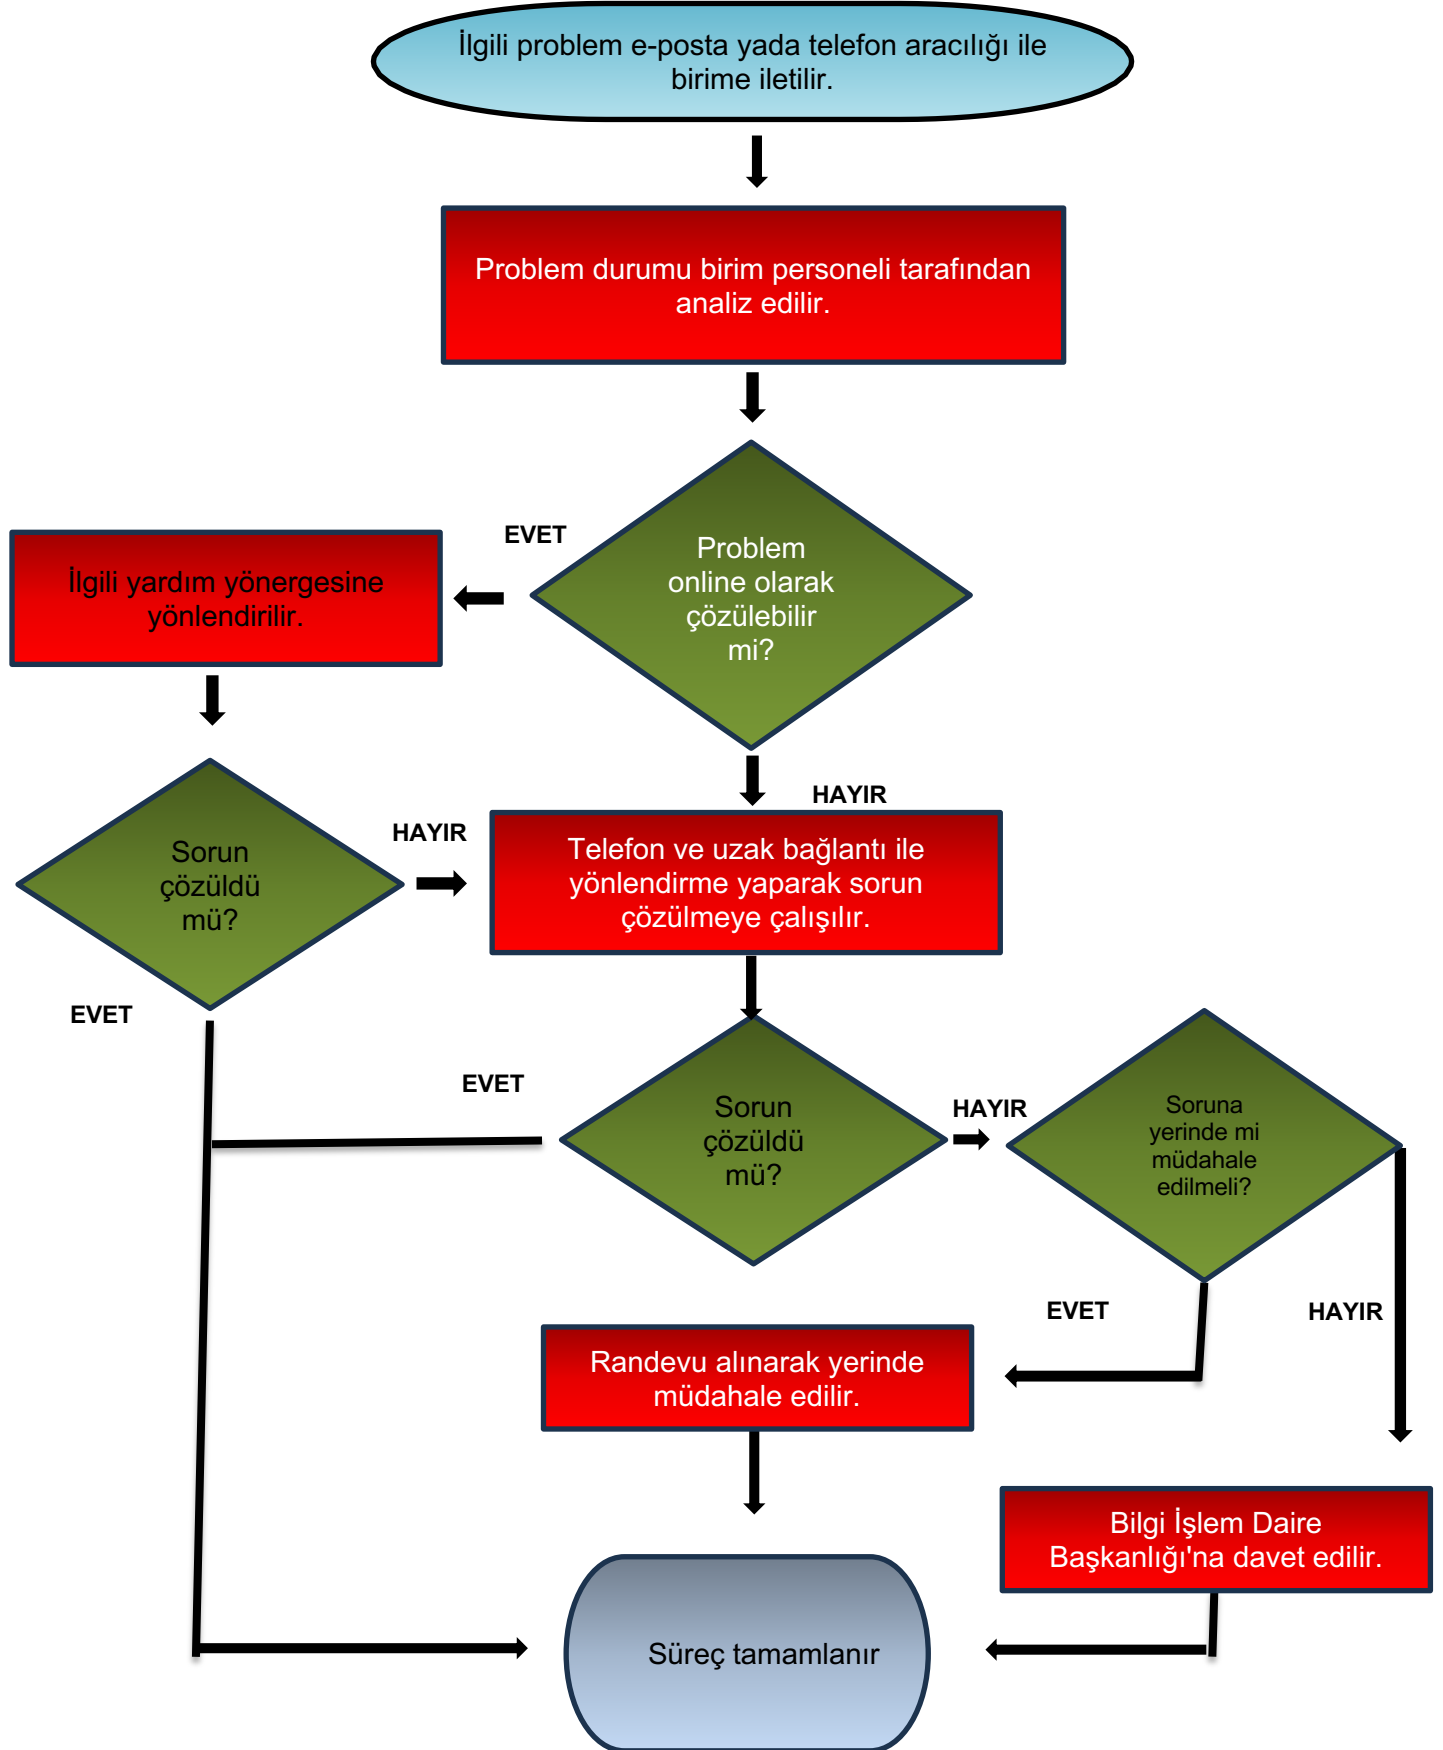 İlgili problem e-posta yada telefon aracılığı ile
birime iletilir.
Problem durumu birim personeli tarafından
analiz edilir.
EVET
Problem
online olarak
çözülebilir
mi?
İlgili yardım yönergesine
yönlendirilir.
HAYIR
Sorun
çözüldü
mü?
HAYIR
Telefon ve uzak bağlantı ile
yönlendirme yaparak sorun
çözülmeye çalışılır.
EVET
EVET
Sorun
çözüldü
mü?
HAYIR
Soruna
yerinde mi
müdahale
edilmeli?
EVET
HAYIR
Randevu alınarak yerinde
müdahale edilir.
Bilgi İşlem Daire
Başkanlığı'na davet edilir.
Süreç tamamlanır